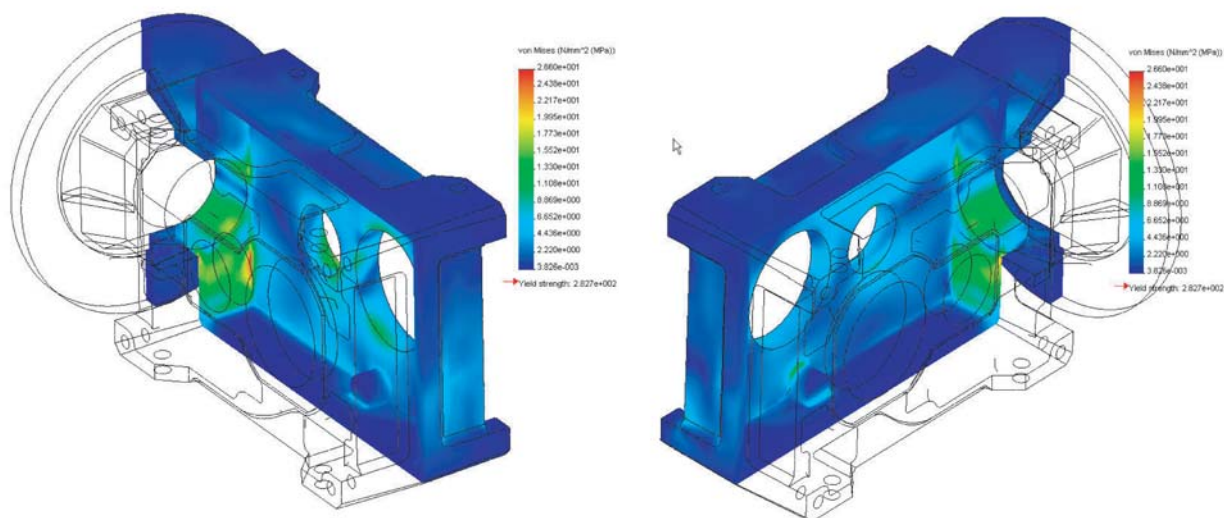 von Mises (N/mm^2 (MPa))
2.660e+001
2.438e+001
2.217e+001
1.995e+001
1.773e+001
1.552e+001
1.330e+001
1.108e+001
8.869e+000
6.652e+000
4.436e+000
2.220e+000
3.826e-003
Yield strength: 2.827e+002
von Mises (N/mm^2 (MPa))
2.660e+001
2.438e+001
2.217e+001
1.995e+001
1.773e+001
1.552e+001
1.330e+001
1.108e+001
8.869e+000
6.652e+000
4.436e+000
2.220e+000
3.826e-003
Yield strength: 2.827e+002